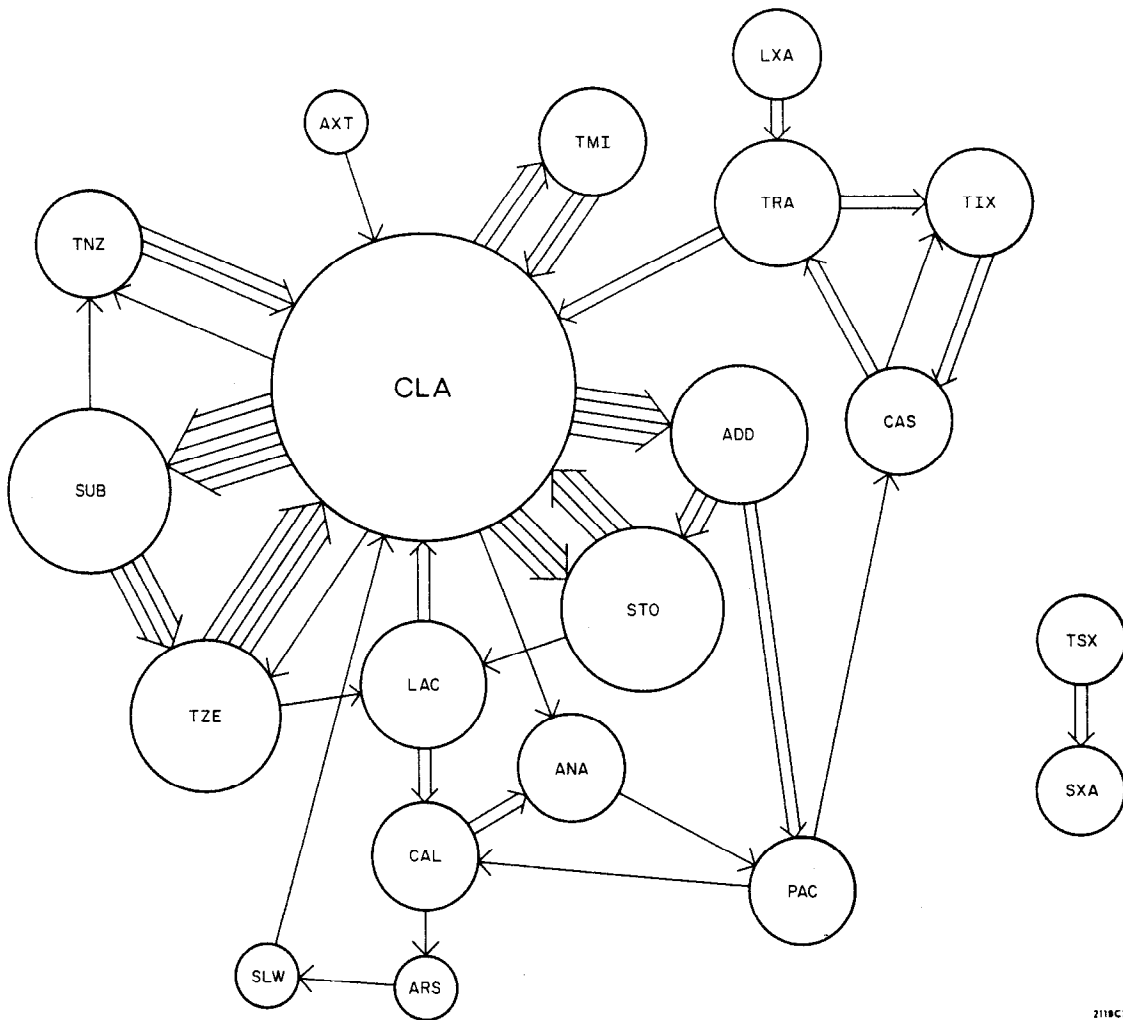 LXA
AXT
TMI
TRA
TIX
TNZ
CLA
ADD
CAS
SUB
STO
TSX
LAC
TZE
ANA
SXA
CAL
PAC
SLW
ARS